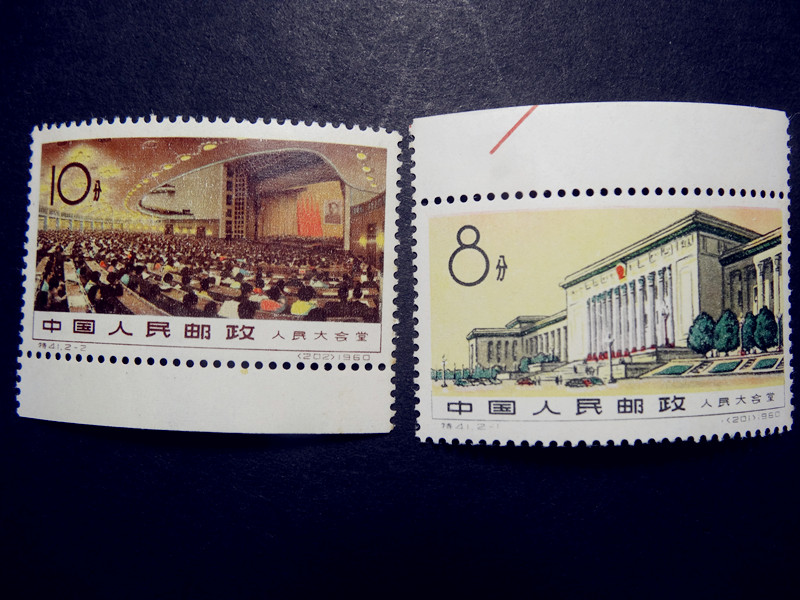 10分
中国人民邮政 人民大会堂
特41.2-2 (202) 1960
8分
中国人民邮政 人民大会堂
特41.2-1 (201) 1960